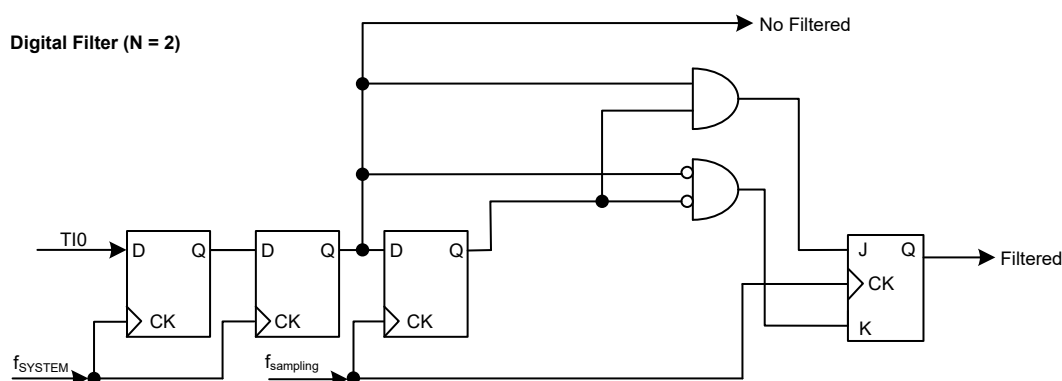 No Filtered
Digital Filter (N = 2)
TI0
D Q
D Q
D Q
J Q
Filtered
CK
CK
CK
CK
K
fSYSTEM
fsampling